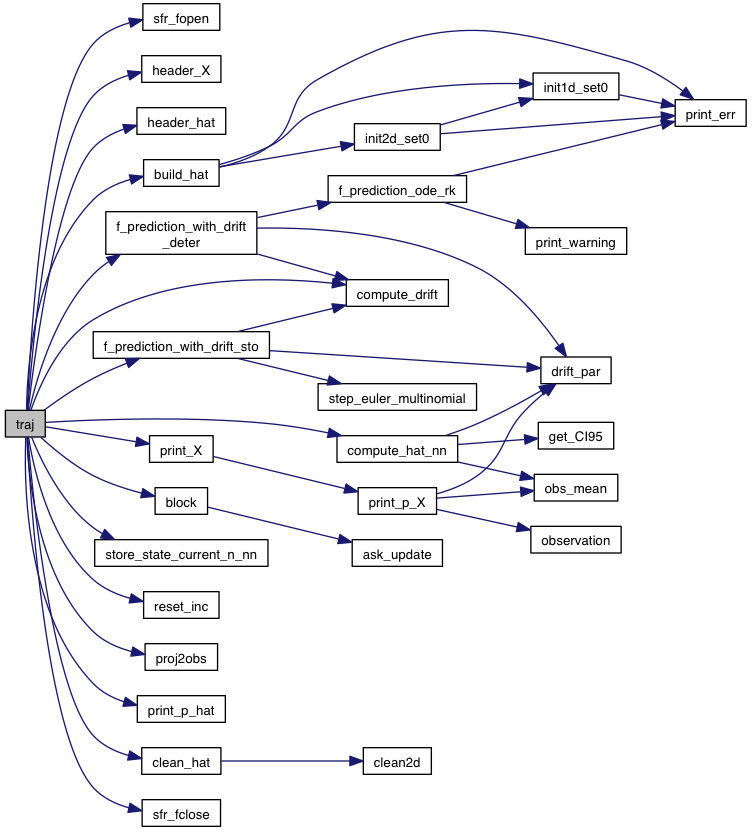 sfr_fopen
header_X
header_hat
build_hat
init2d_set0
init1d_set0
print_err
f_prediction_with_drift
_deter
f_prediction_ode_rk
print_warning
compute_drift
f_prediction_with_drift_sto
drift_par
step_euler_multinomial
traj
print_X
compute_hat_nn
get_CI95
block
print_p_X
obs_mean
observation
store_state_current_n_nn
ask_update
reset_inc
proj2obs
print_p_hat
clean_hat
clean2d
sfr_fclose